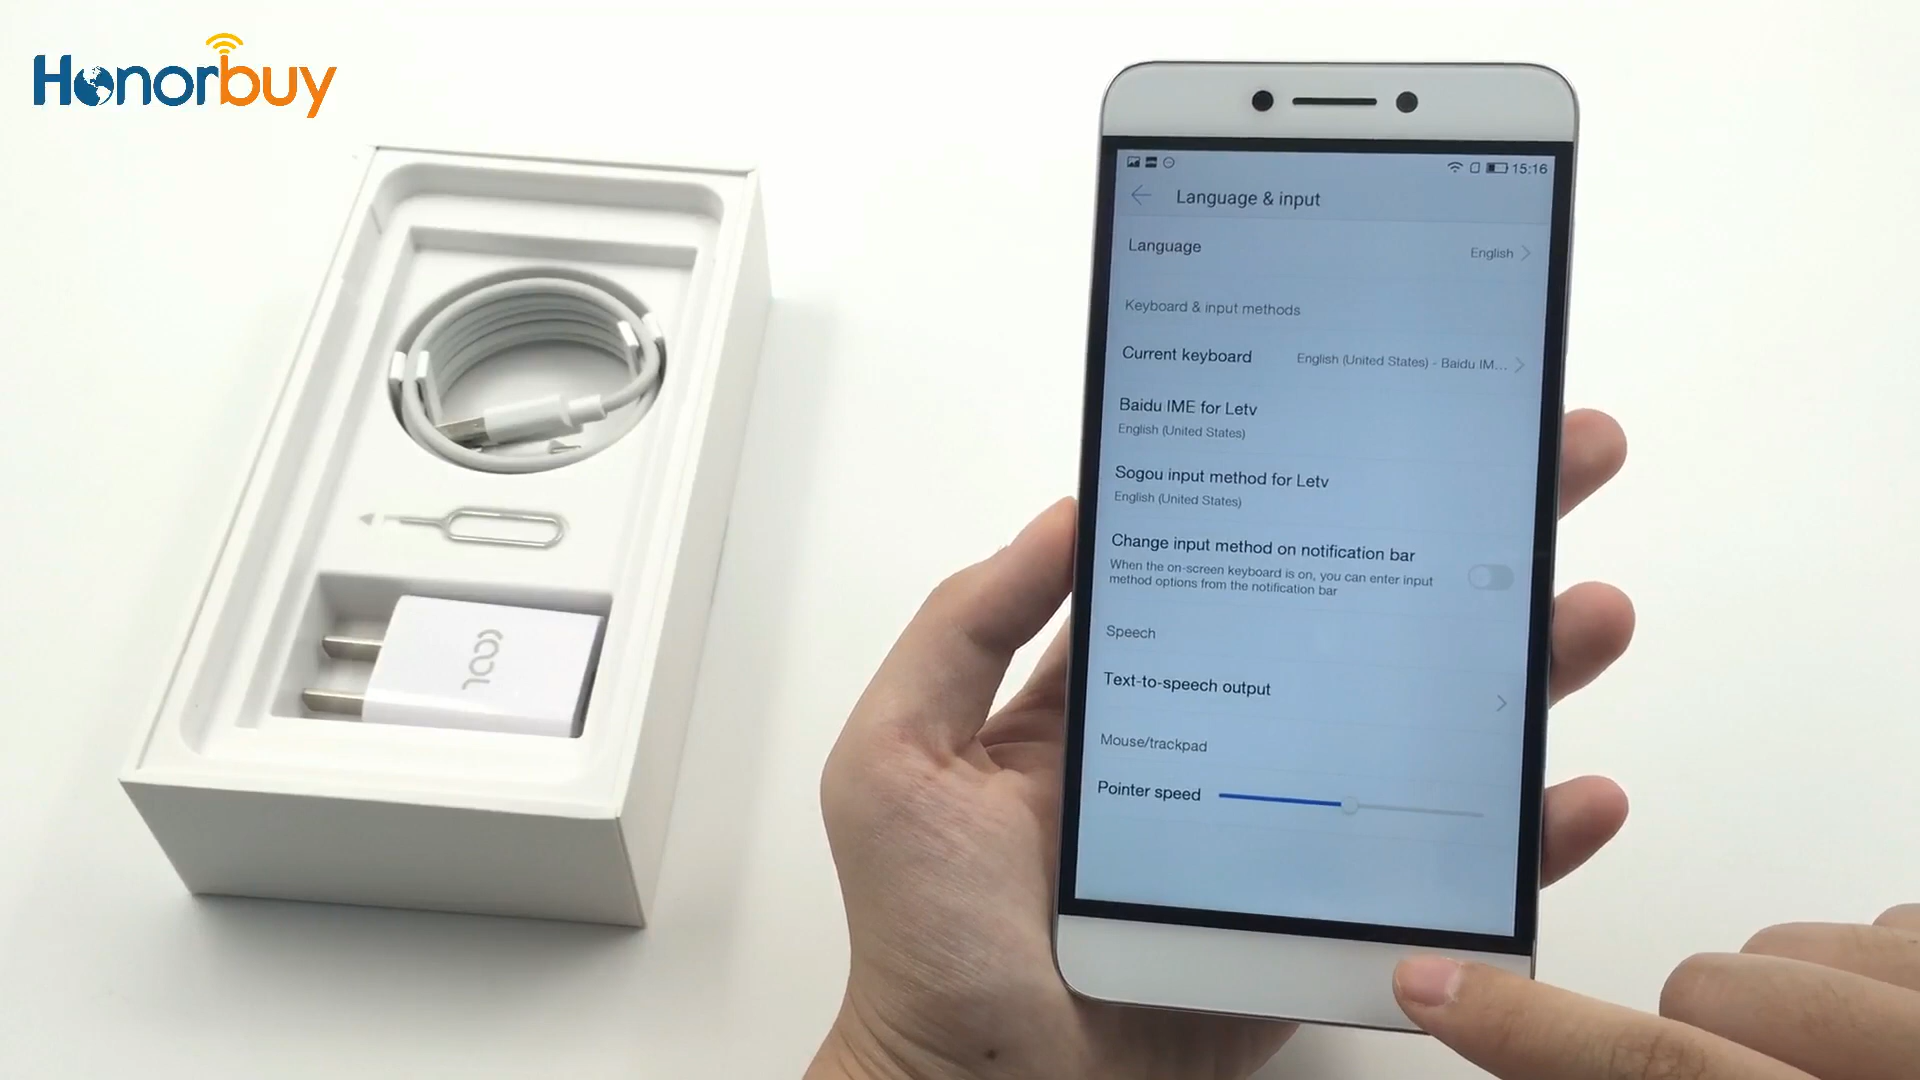 Honorbuy
15:16
Language & input
Language
English
Keyboard & input methods
Current keyboard
English (United States) - Baidu IM...
Baidu IME for Letv
English (United States)
Sogou input method for Letv
English (United States)
Change input method on notification bar
When the on-screen keyboard is on, you can enter input
method options from the notification bar
Speech
Text-to-speech output
Mouse/trackpad
Pointer speed
COOL